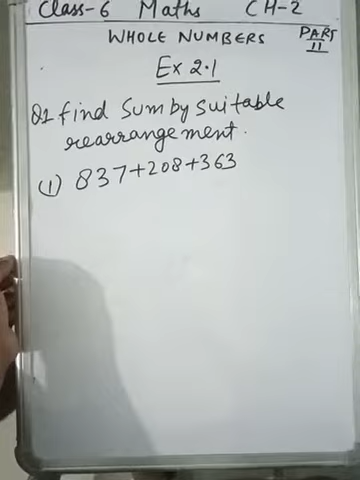 Class-6 Maths CH-2
WHOLE NUMBERS PART
II
Ex 2.1
Q1 find sum by suitable
rearrangement.
(1) 837+208+363